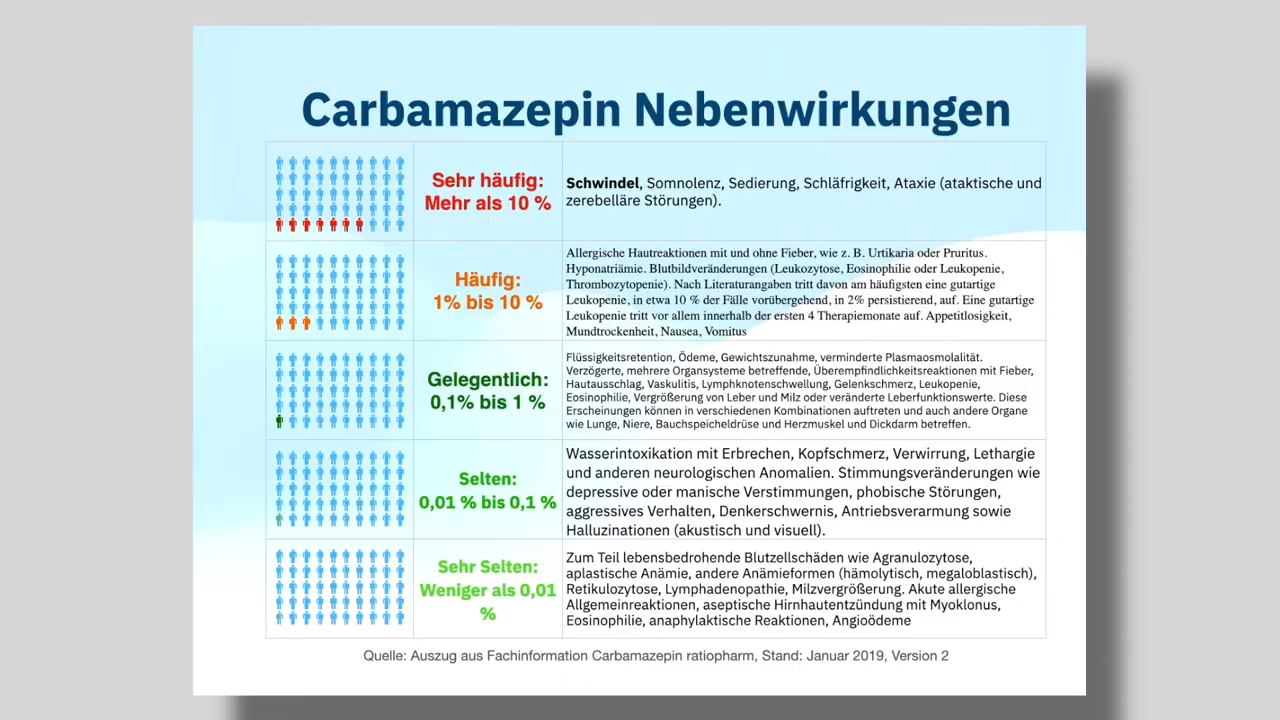 Carbamazepin Nebenwirkungen
Sehr häufig:
Mehr als 10 %
Schwindel, Somnolenz, Sedierung, Schläfrigkeit, Ataxie (ataktische und
zerebelläre Störungen).
Häufig:
1% bis 10 %
Allergische Hautreaktionen mit und ohne Fieber, wie z. B. Urtikaria oder Pruritus.
Hyponatriämie. Blutbildveränderungen (Leukozytose, Eosinophilie oder Leukopenie,
Thrombozytopenie). Nach Literaturangaben tritt davon am häufigsten eine gutartige
Leukopenie, in etwa 10 % der Fälle vorübergehend, in 2% persistierend, auf. Eine gutartige
Leukopenie tritt vor allem innerhalb der ersten 4 Therapiemonate auf. Appetitlosigkeit,
Mundtrockenheit, Nausea, Vomitus
Gelegentlich:
0,1% bis 1 %
Flüssigkeitsretention, Ödeme, Gewichtszunahme, verminderte Plasmaosmolalität.
Verzögerte, mehrere Organsysteme betreffende, Überempfindlichkeitsreaktionen mit Fieber,
Hautausschlag, Vaskulitis, Lymphknotenschwellung, Gelenkschmerz, Leukopenie,
Eosinophilie, Vergrößerung von Leber und Milz oder veränderte Leberfunktionswerte. Diese
Erscheinungen können in verschiedenen Kombinationen auftreten und auch andere Organe
wie Lunge, Niere, Bauchspeicheldrüse und Herzmuskel und Dickdarm betreffen.
Selten:
0,01 % bis 0,1 %
Wasserintoxikation mit Erbrechen, Kopfschmerz, Verwirrung, Lethargie
und anderen neurologischen Anomalien. Stimmungsveränderungen wie
depressive oder manische Verstimmungen, phobische Störungen,
aggressives Verhalten, Denkerschwernis, Antriebsverarmung sowie
Halluzinationen (akustisch und visuell).
Sehr Selten:
Weniger als 0,01
%
Zum Teil lebensbedrohende Blutzellschäden wie Agranulozytose,
aplastische Anämie, andere Anämieformen (hämolytisch, megaloblastisch),
Retikulozytose, Lymphadenopathie, Milzvergrößerung. Akute allergische
Allgemeinreaktionen, aseptische Hirnhautentzündung mit Myoklonus,
Eosinophilie, anaphylaktische Reaktionen, Angioödeme
Quelle: Auszug aus Fachinformation Carbamazepin ratiopharm, Stand: Januar 2019, Version 2